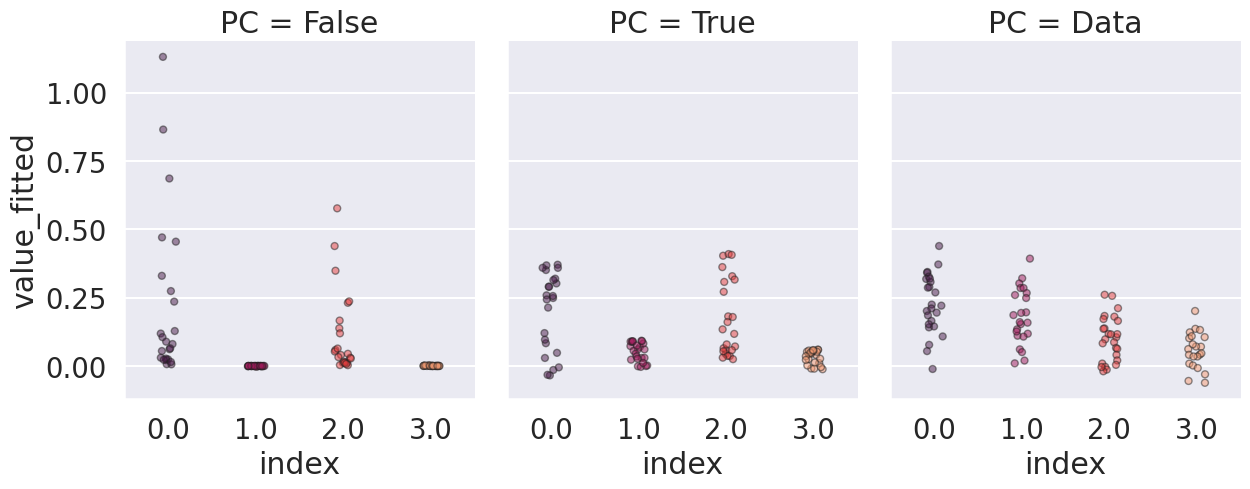 PC = False
PC = True
PC = Data
value_fitted
1.00
0.75
0.50
0.25
0.00
0.0 1.0 2.0 3.0
0.0 1.0 2.0 3.0
0.0 1.0 2.0 3.0
index
index
index